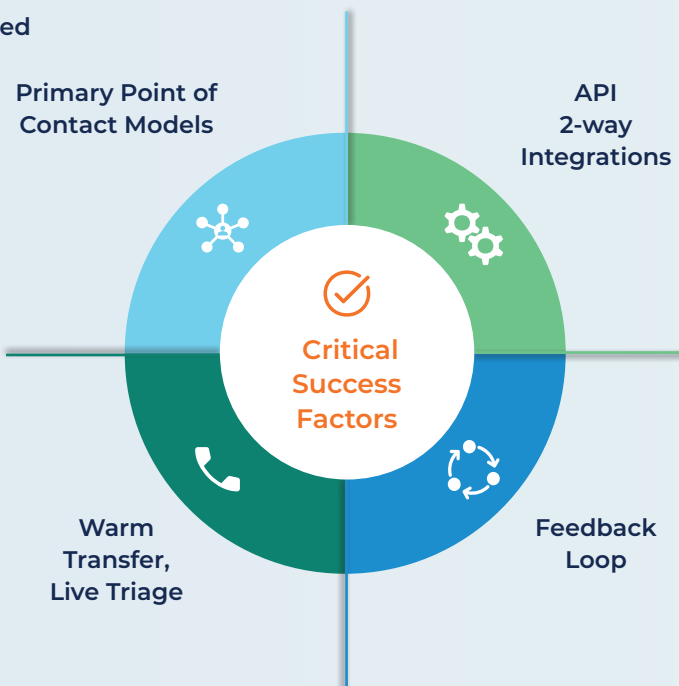 ed
Primary Point of
Contact Models
API
2-way
Integrations
Critical
Success
Factors
Warm
Transfer,
Live Triage
Feedback
Loop